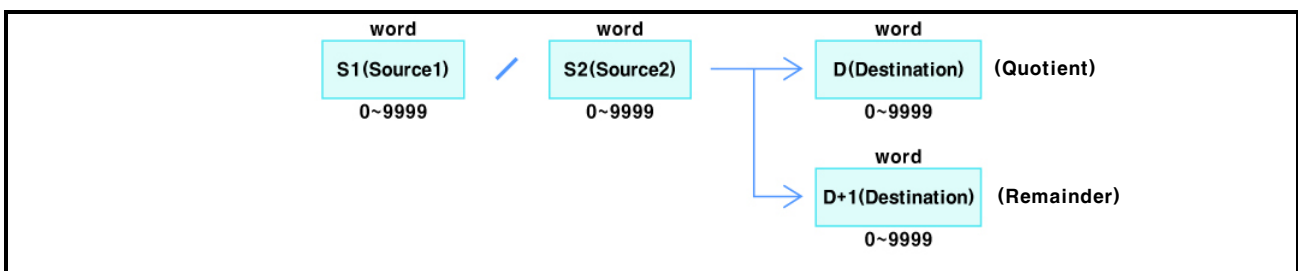 word word word
S1(Source1) / S2(Source2) D(Destination) (Quotient)
0~9999 0~9999 0~9999
word
D+1(Destination) (Remainder)
0~9999